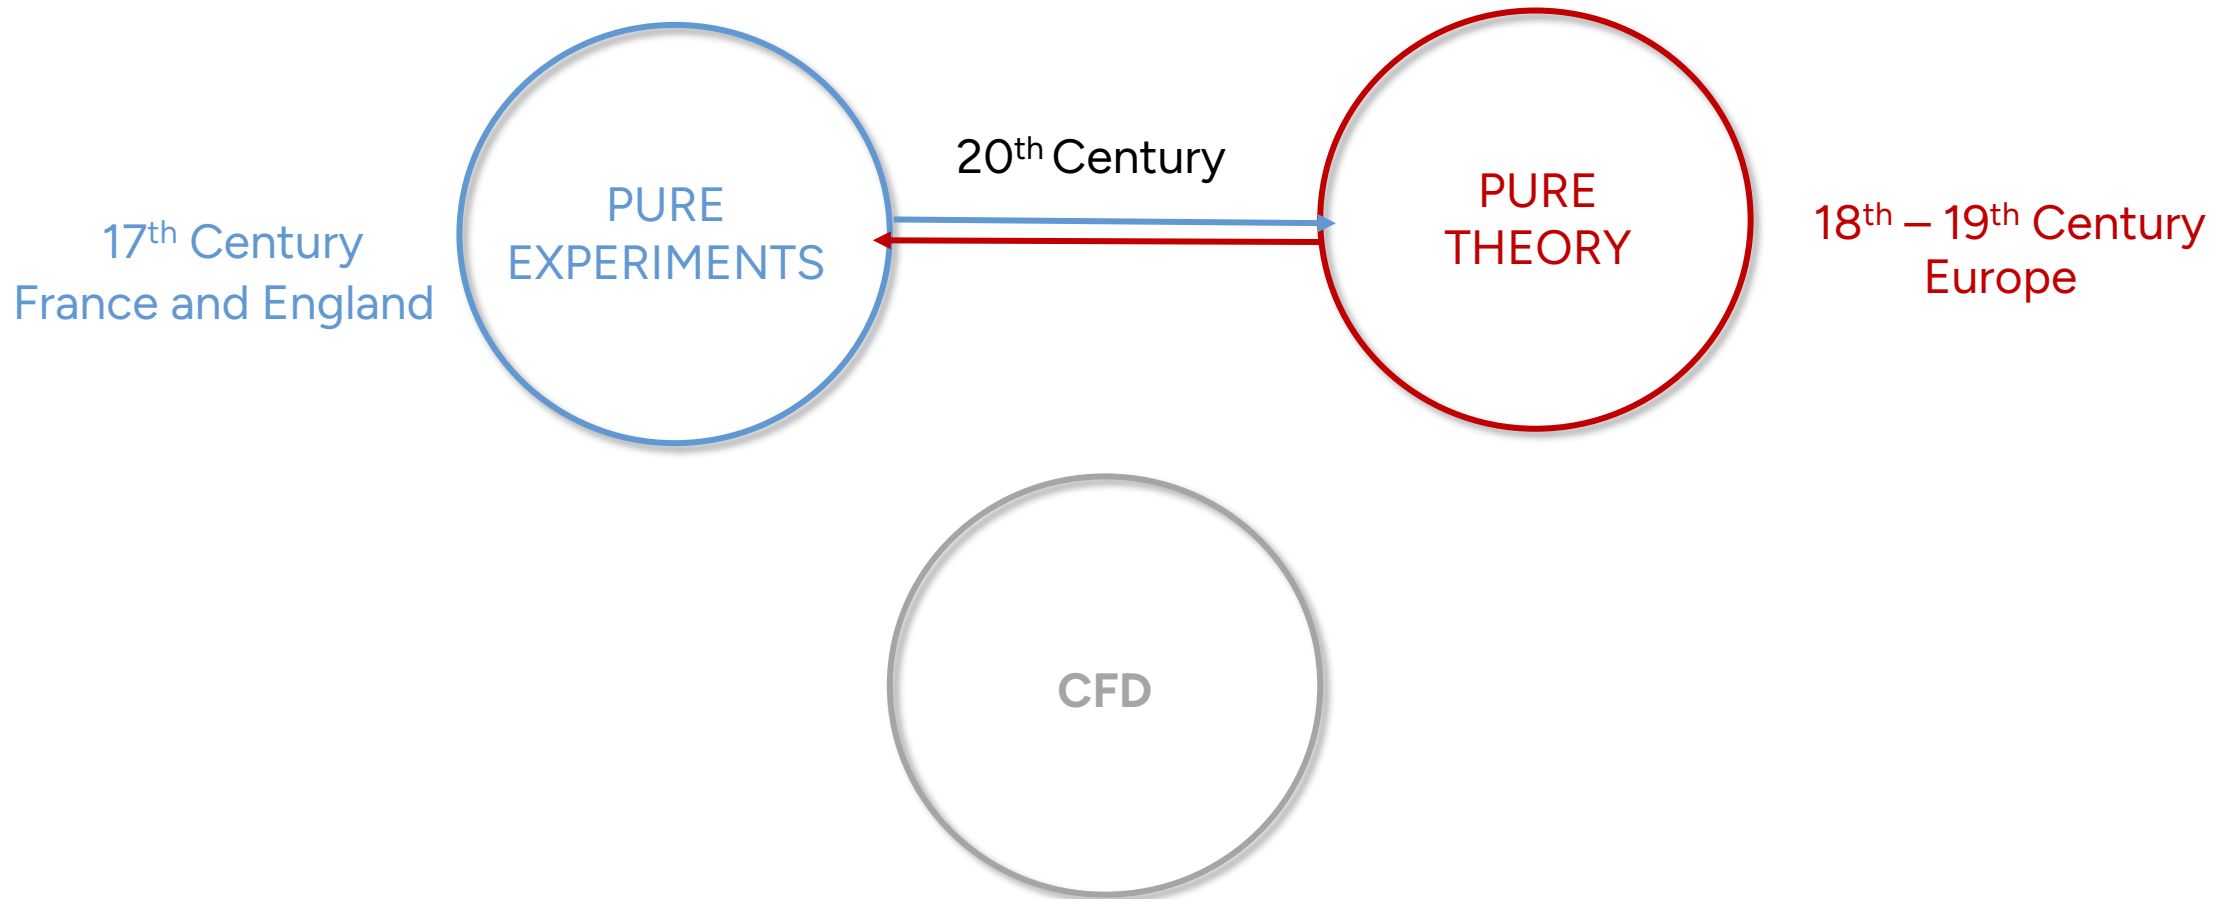 17th Century
France and England
PURE
EXPERIMENTS
20th Century
PURE
THEORY
18th – 19th Century
Europe
CFD